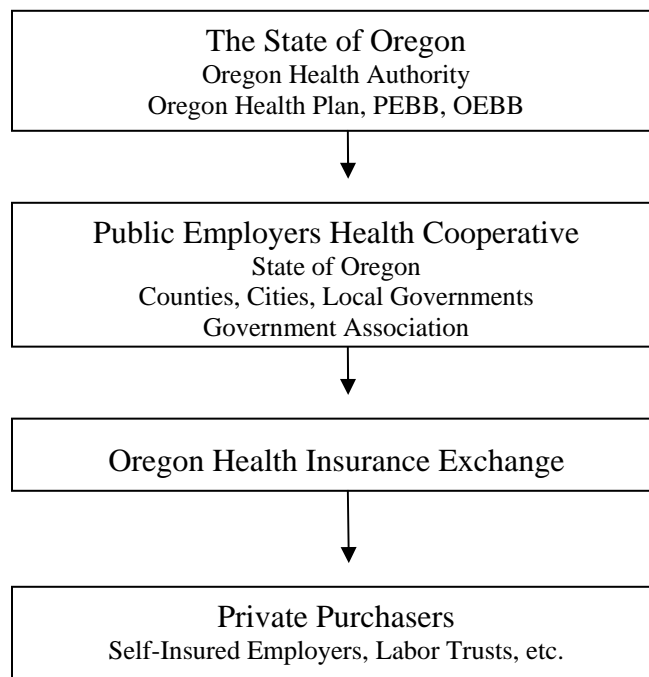 The State of Oregon
Oregon Health Authority
Oregon Health Plan, PEBB, OEBB
Public Employers Health Cooperative
State of Oregon
Counties, Cities, Local Governments
Government Association
Oregon Health Insurance Exchange
Private Purchasers
Self-Insured Employers, Labor Trusts, etc.